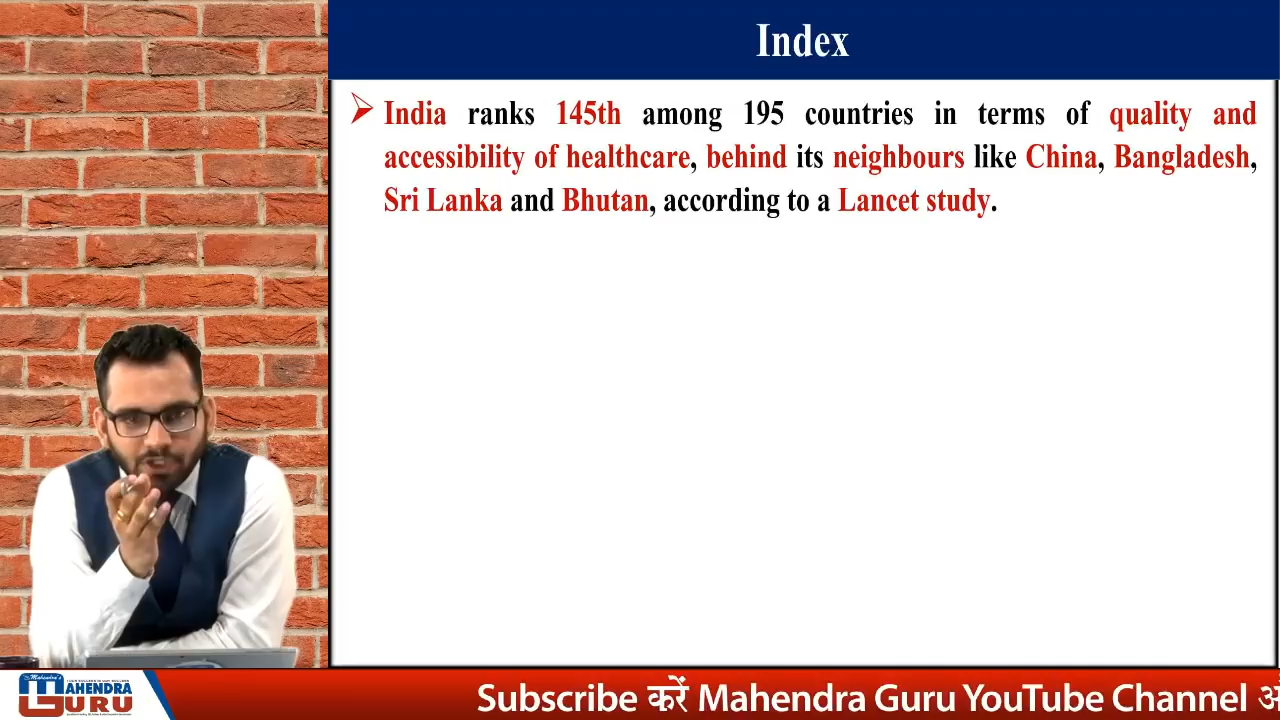 Index
India ranks 145th among 195 countries in terms of quality and
accessibility of healthcare, behind its neighbours like China, Bangladesh,
Sri Lanka and Bhutan, according to a Lancet study.
Mahendra's
MAHENDRA
GURU
Subscribe करें Mahendra Guru YouTube Channel